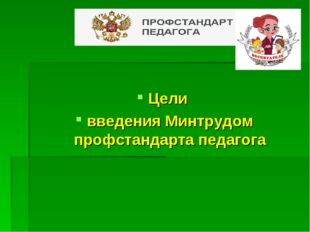 ПРОФСТАНДАРТ
ПЕДАГОГА
Цели
введения Минтрудом
профстандарта педагога